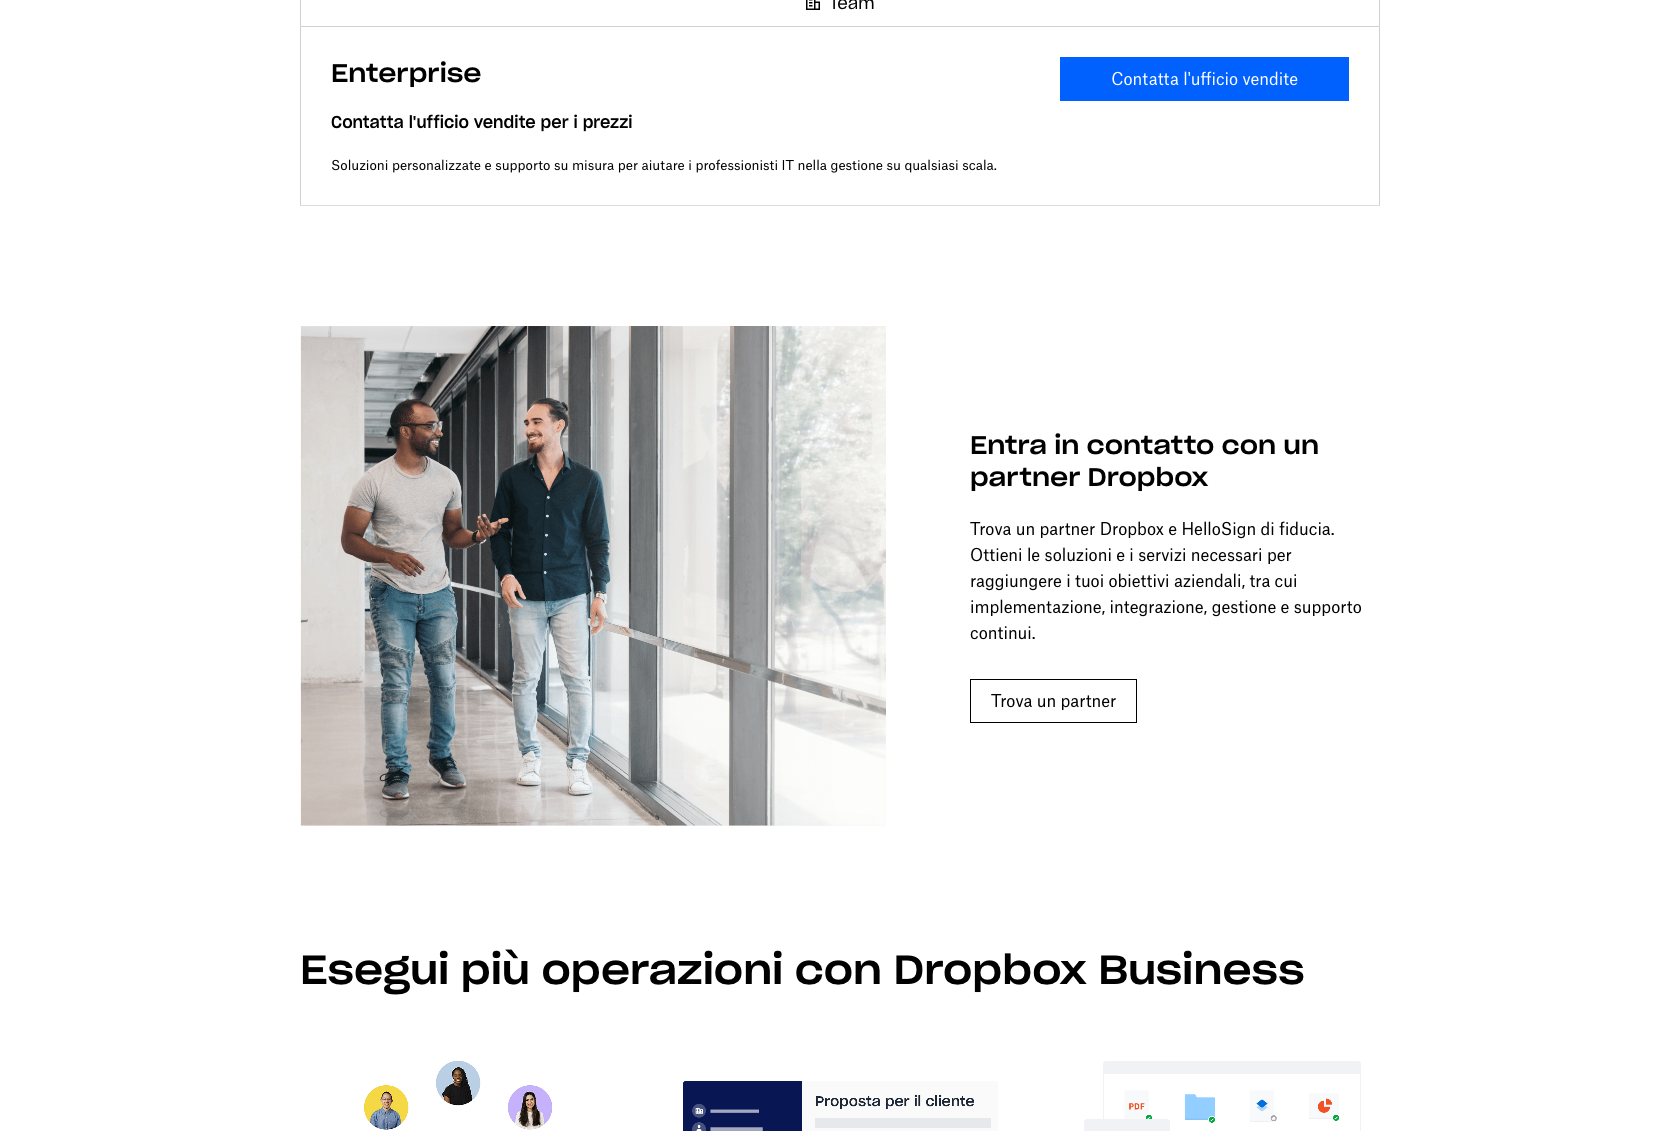 Team
Enterprise
Contatta l'ufficio vendite
Contatta l'ufficio vendite per i prezzi
Soluzioni personalizzate e supporto su misura per aiutare i professionisti IT nella gestione su qualsiasi scala.
Entra in contatto con un
partner Dropbox
Trova un partner Dropbox e HelloSign di fiducia.
Ottieni le soluzioni e i servizi necessari per
raggiungere i tuoi obiettivi aziendali, tra cui
implementazione, integrazione, gestione e supporto
continui.
Trova un partner
Esegui più operazioni con Dropbox Business
Proposta per il cliente
PDF